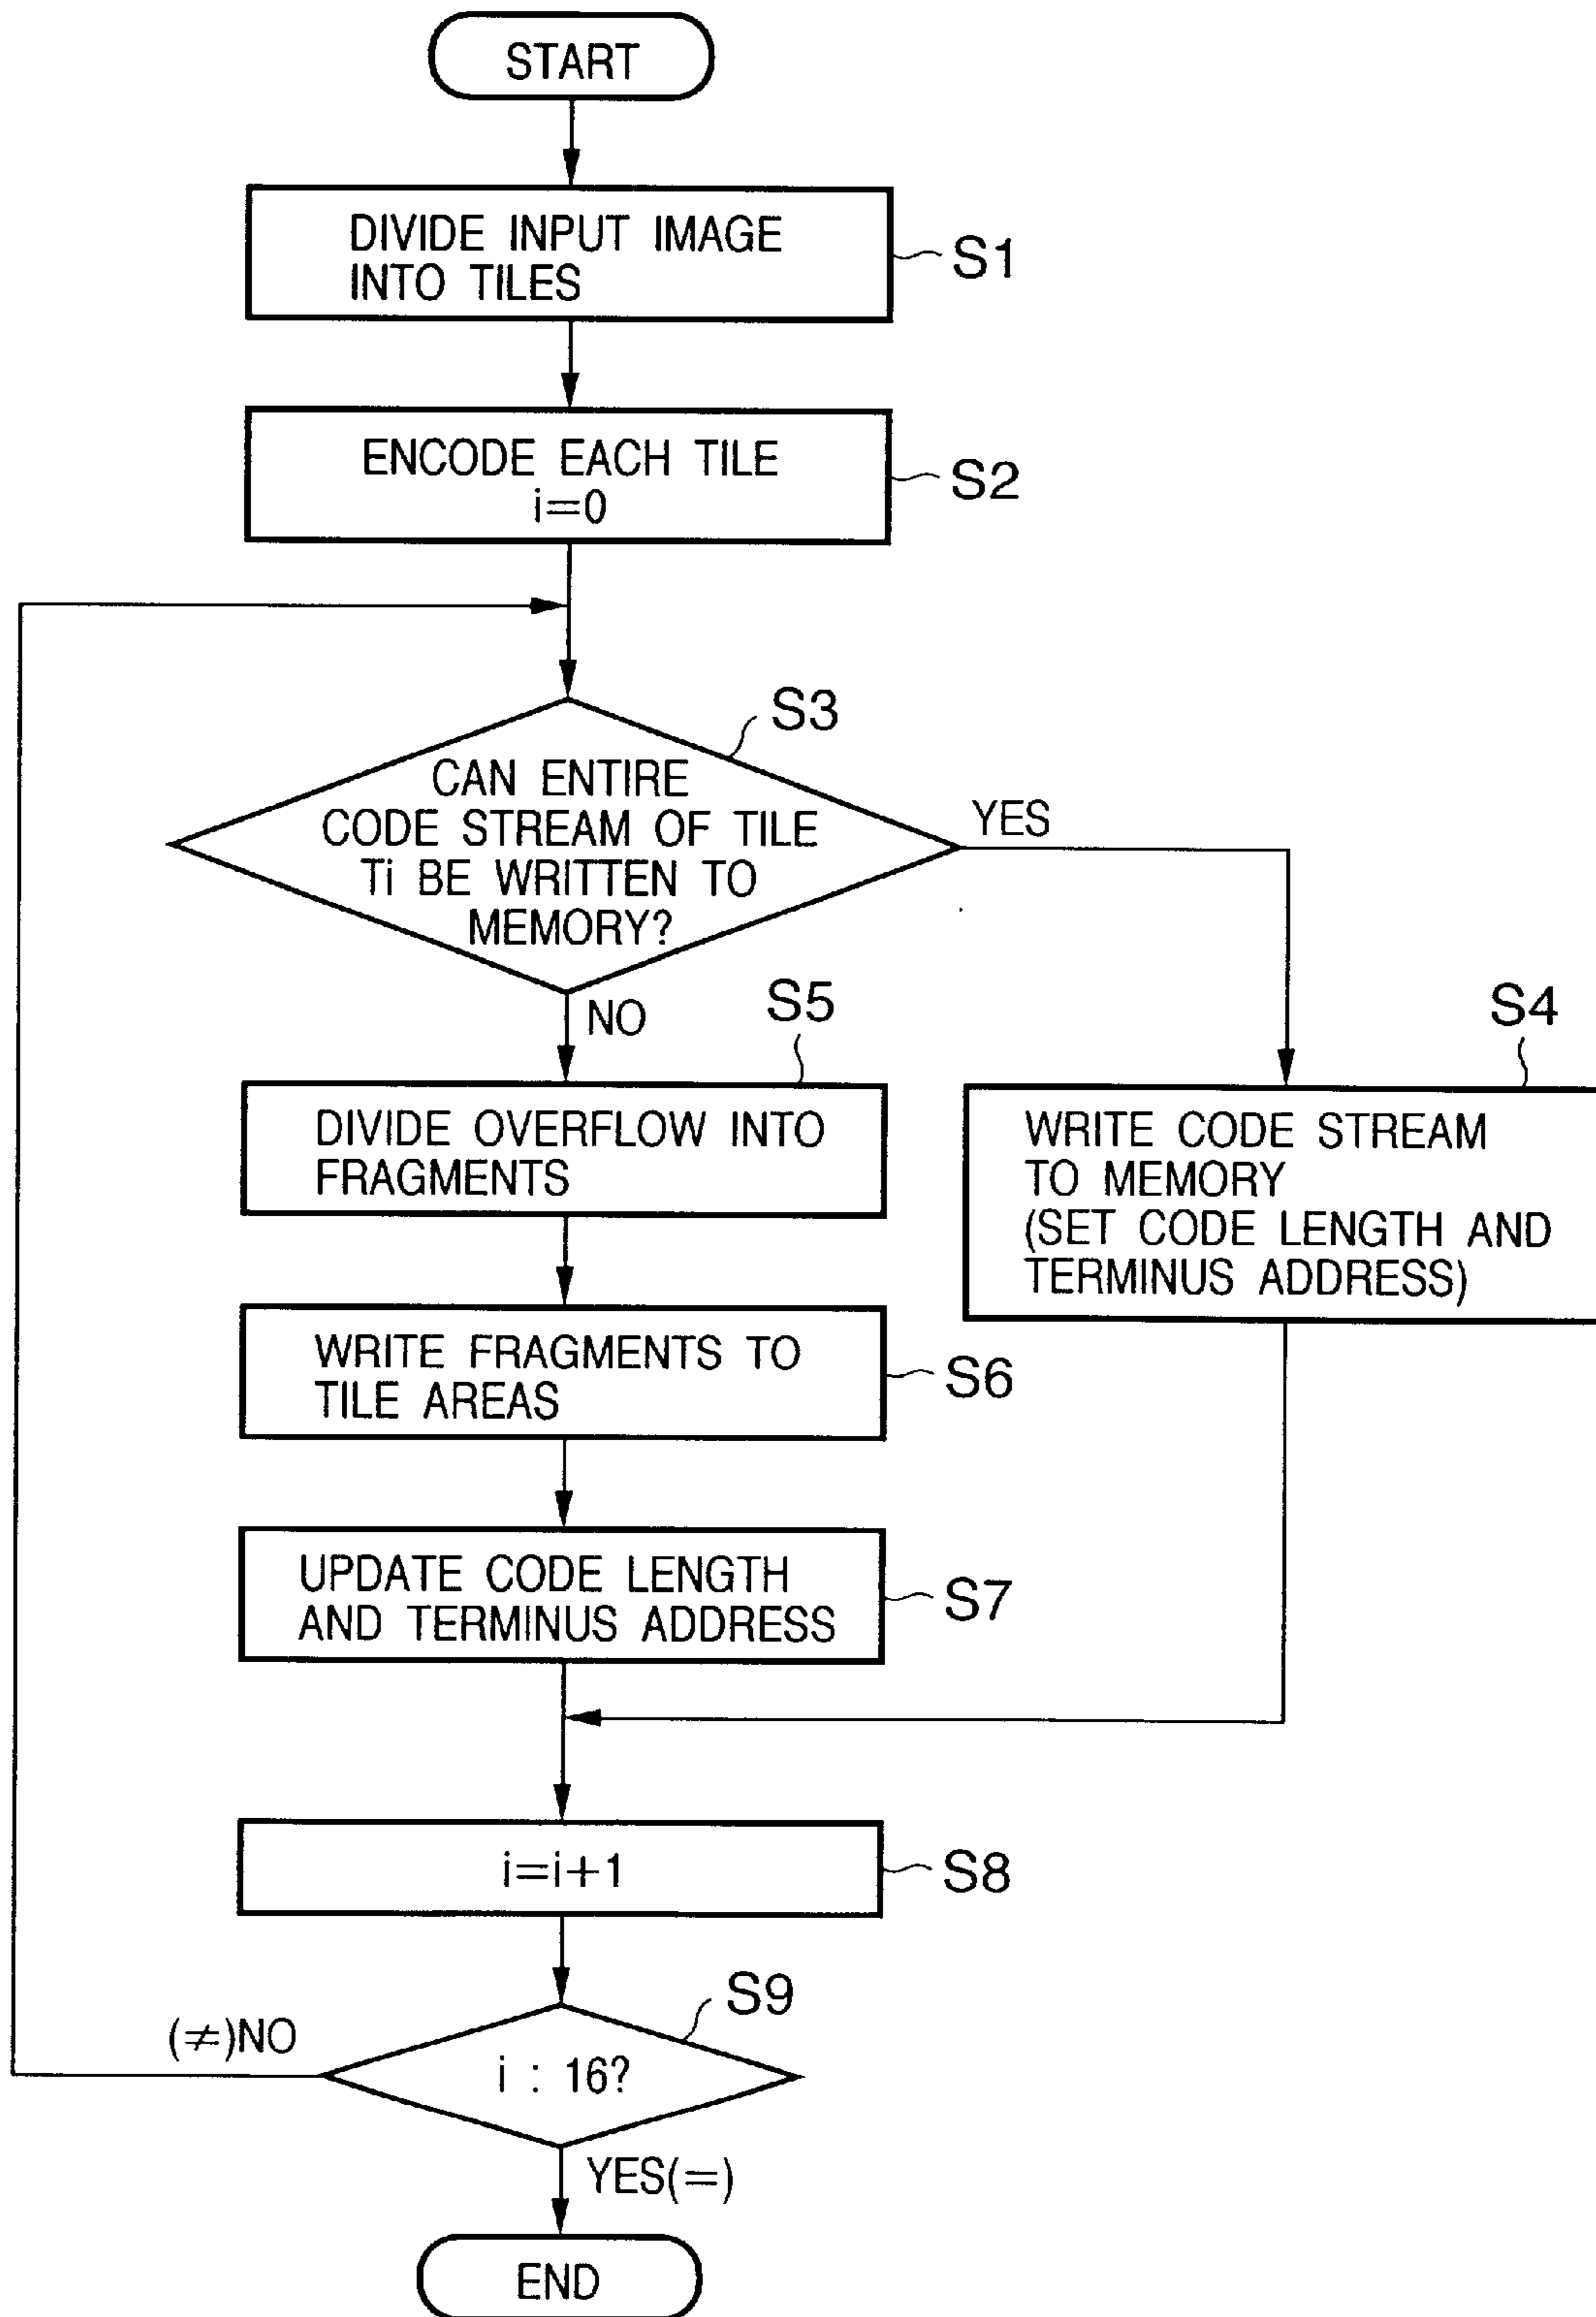 START
DIVIDE INPUT IMAGE
INTO TILES
S1
ENCODE EACH TILE
i=0
S2
S3
CAN ENTIRE
CODE STREAM OF TILE
Ti BE WRITTEN TO
MEMORY?
YES
NO
S5
S4
DIVIDE OVERFLOW INTO
FRAGMENTS
WRITE CODE STREAM
TO MEMORY
(SET CODE LENGTH AND
TERMINUS ADDRESS)
WRITE FRAGMENTS TO
TILE AREAS
S6
UPDATE CODE LENGTH
AND TERMINUS ADDRESS
S7
i=i+1
S8
S9
(≠)NO
i : 16?
YES(=)
END